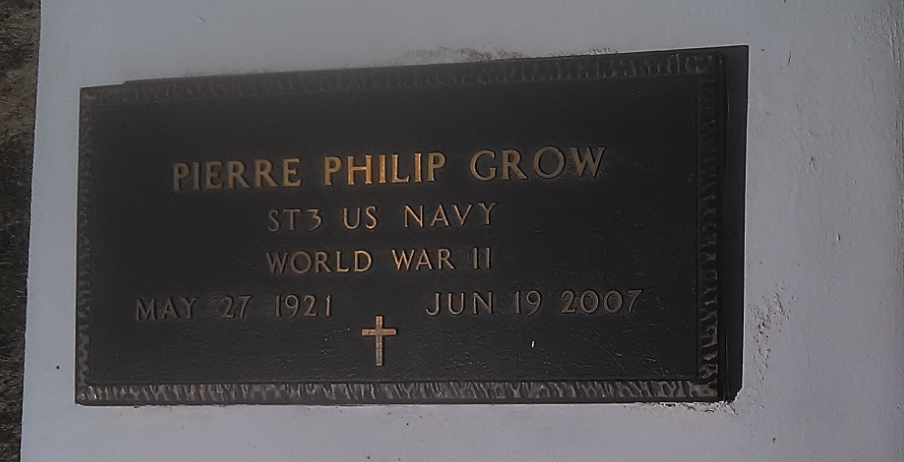 PIERRE PHILIP GROW
ST3 US NAVY
WORLD WAR II
MAY 27 1921 JUN 19 2007